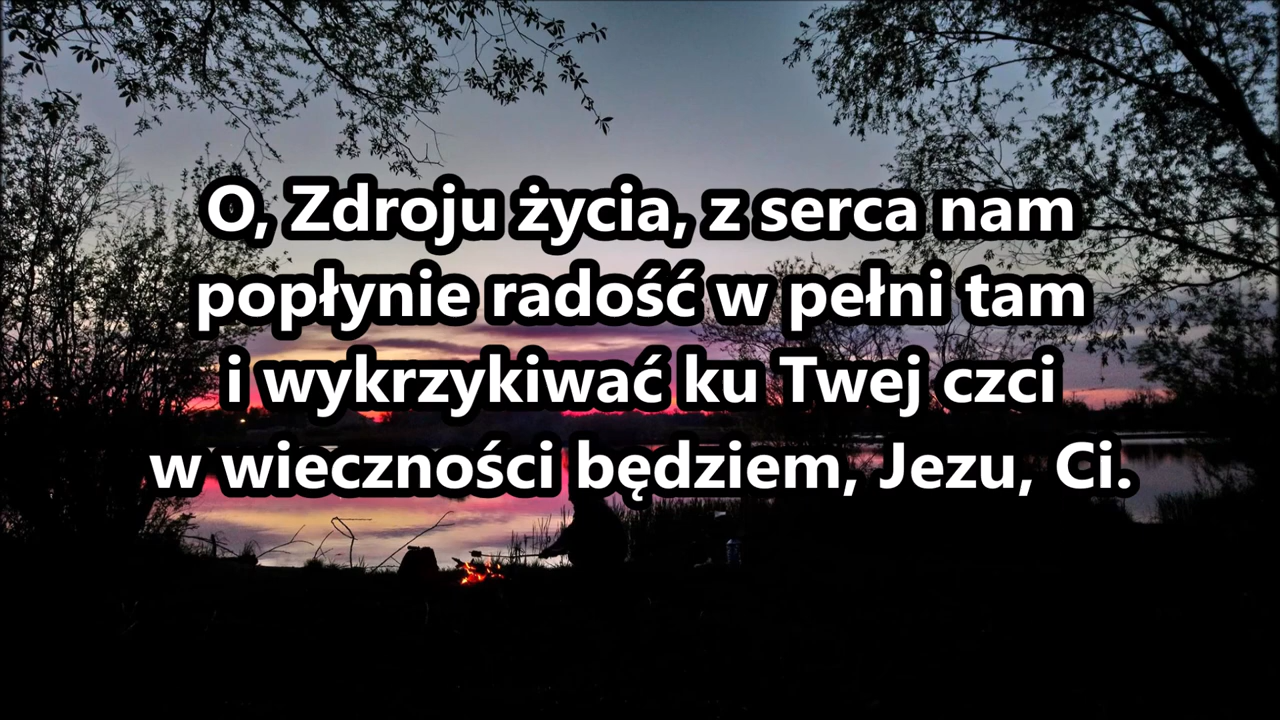 O, Zdroju życia, z serca nam
popłynie radość w pełni tam
i wykrzykiwać ku Twej czci
w wieczności będziem, Jezu, Ci.